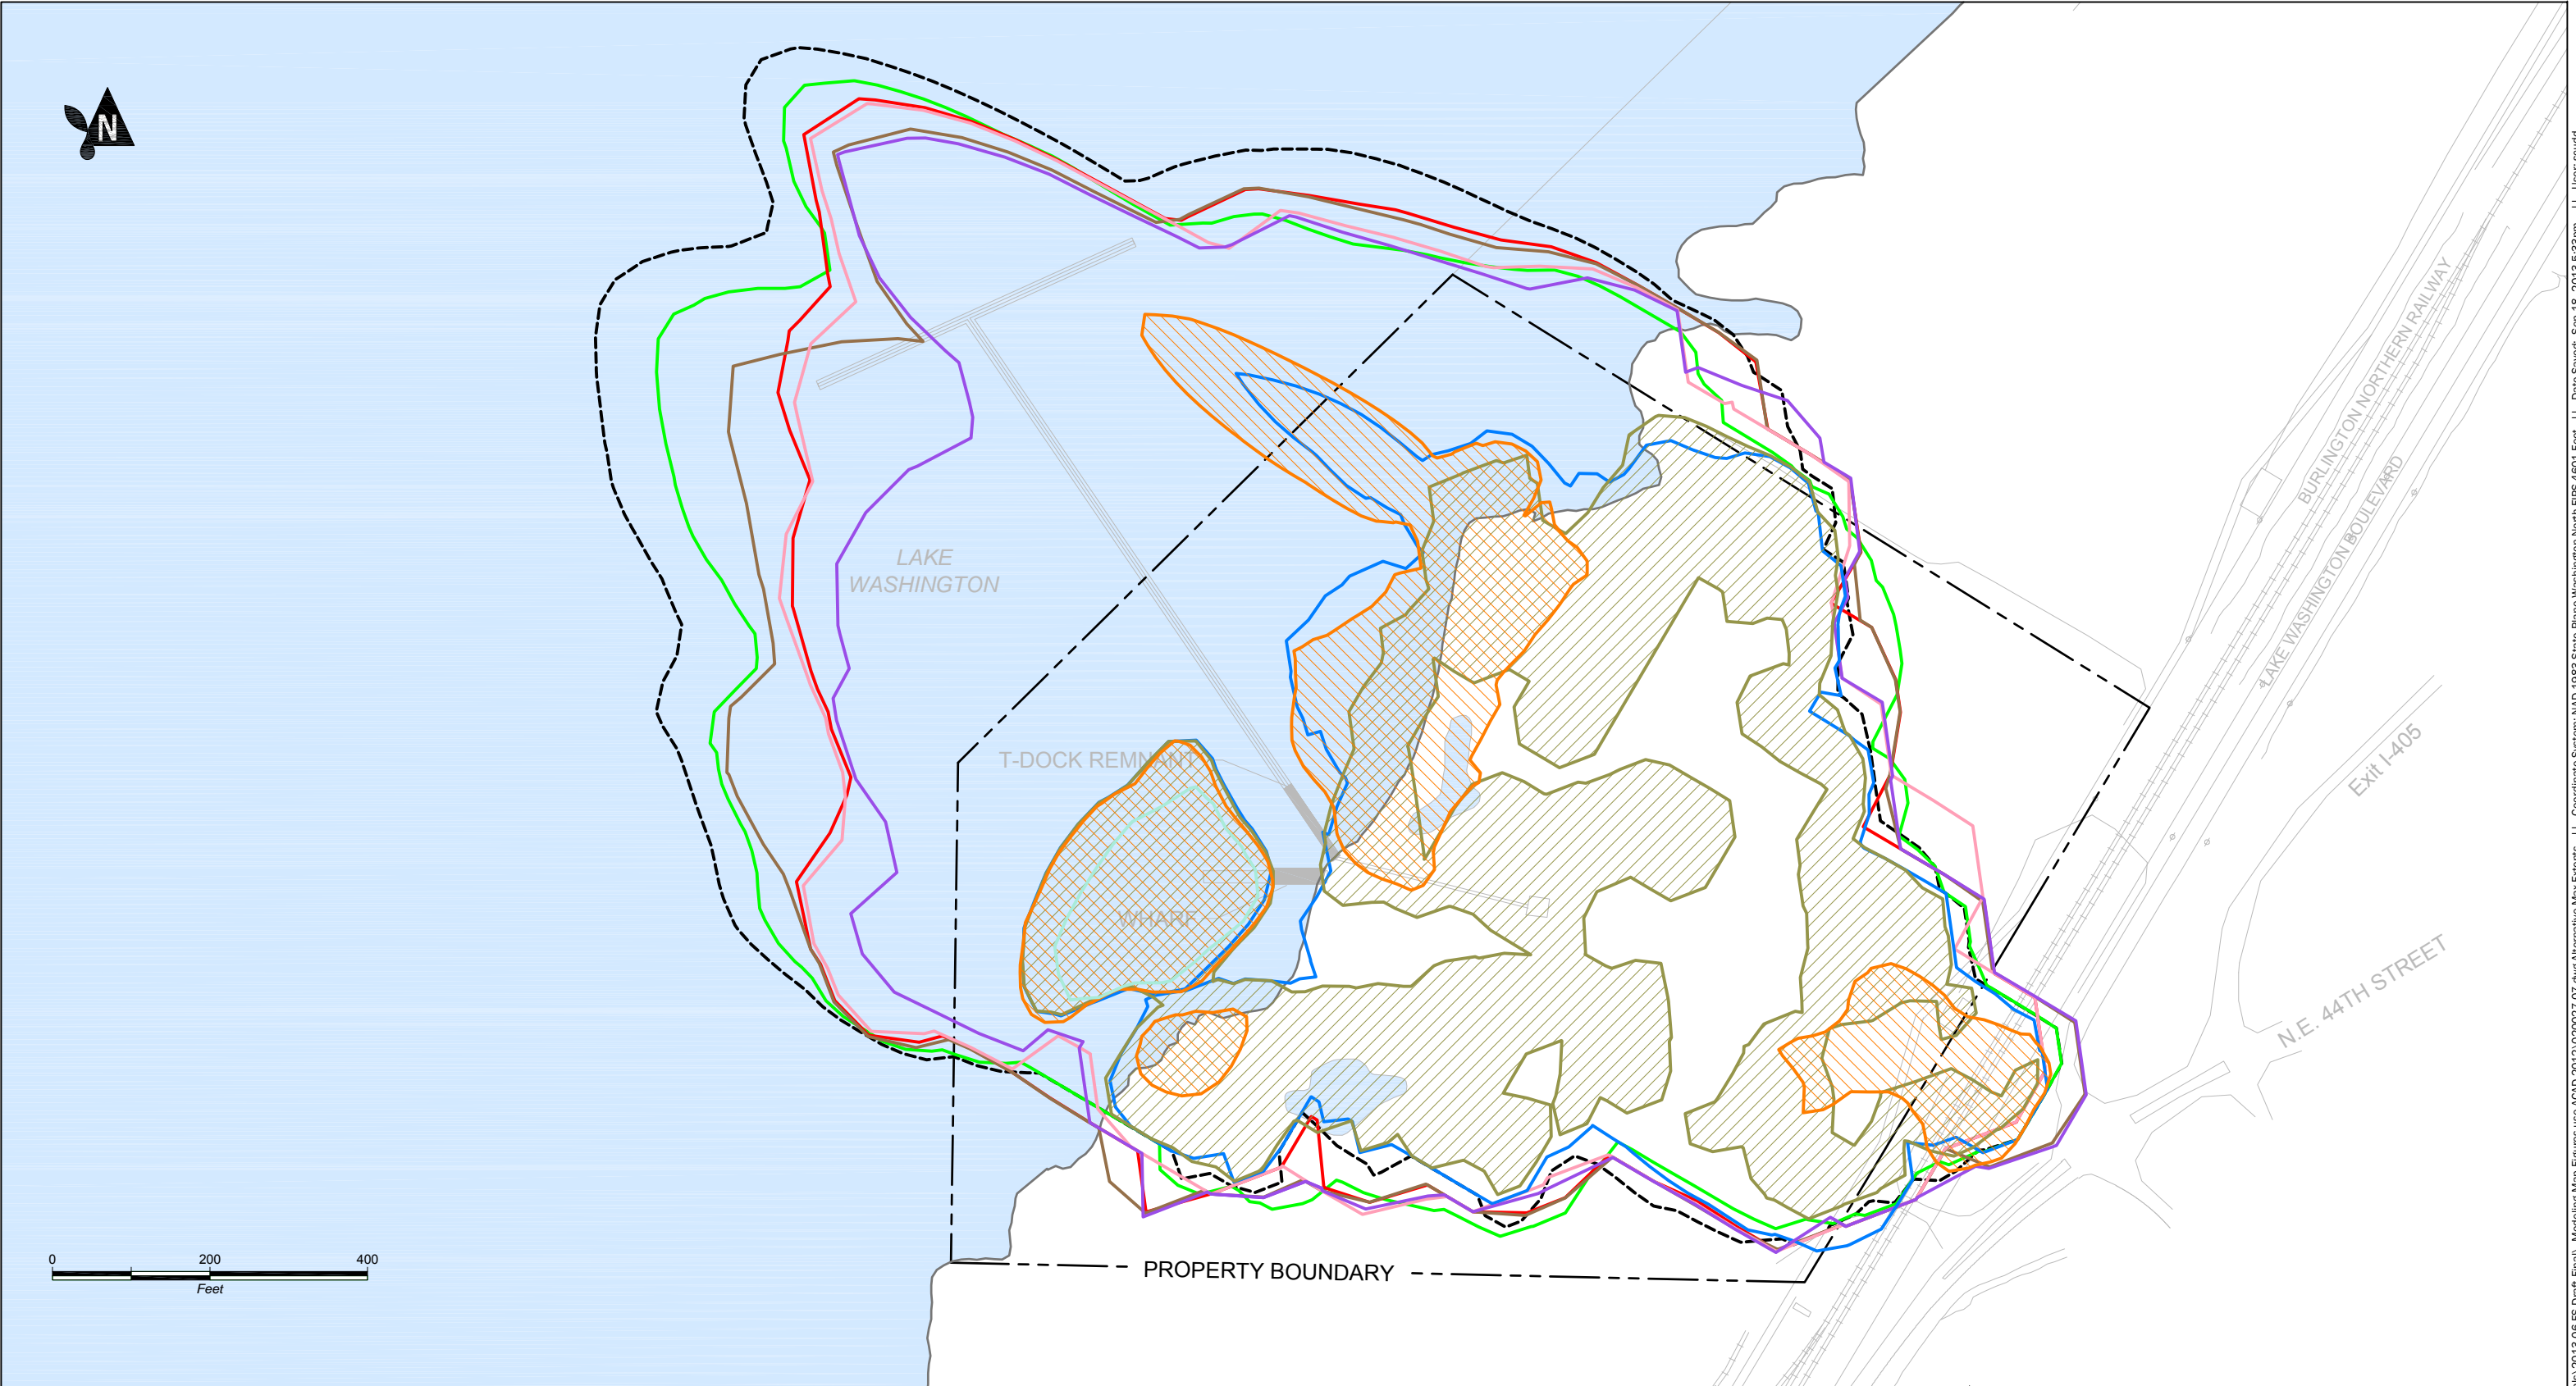 N
BURLINGTON NORTHERN RAILWAY
LAKE WASHINGTON BOULEVARD
LAKE
WASHINGTON
T-DOCK REMNANT
Exit I-405
WHARF
N.E. 44TH STREET
0 200 400
Feet
PROPERTY BOUNDARY